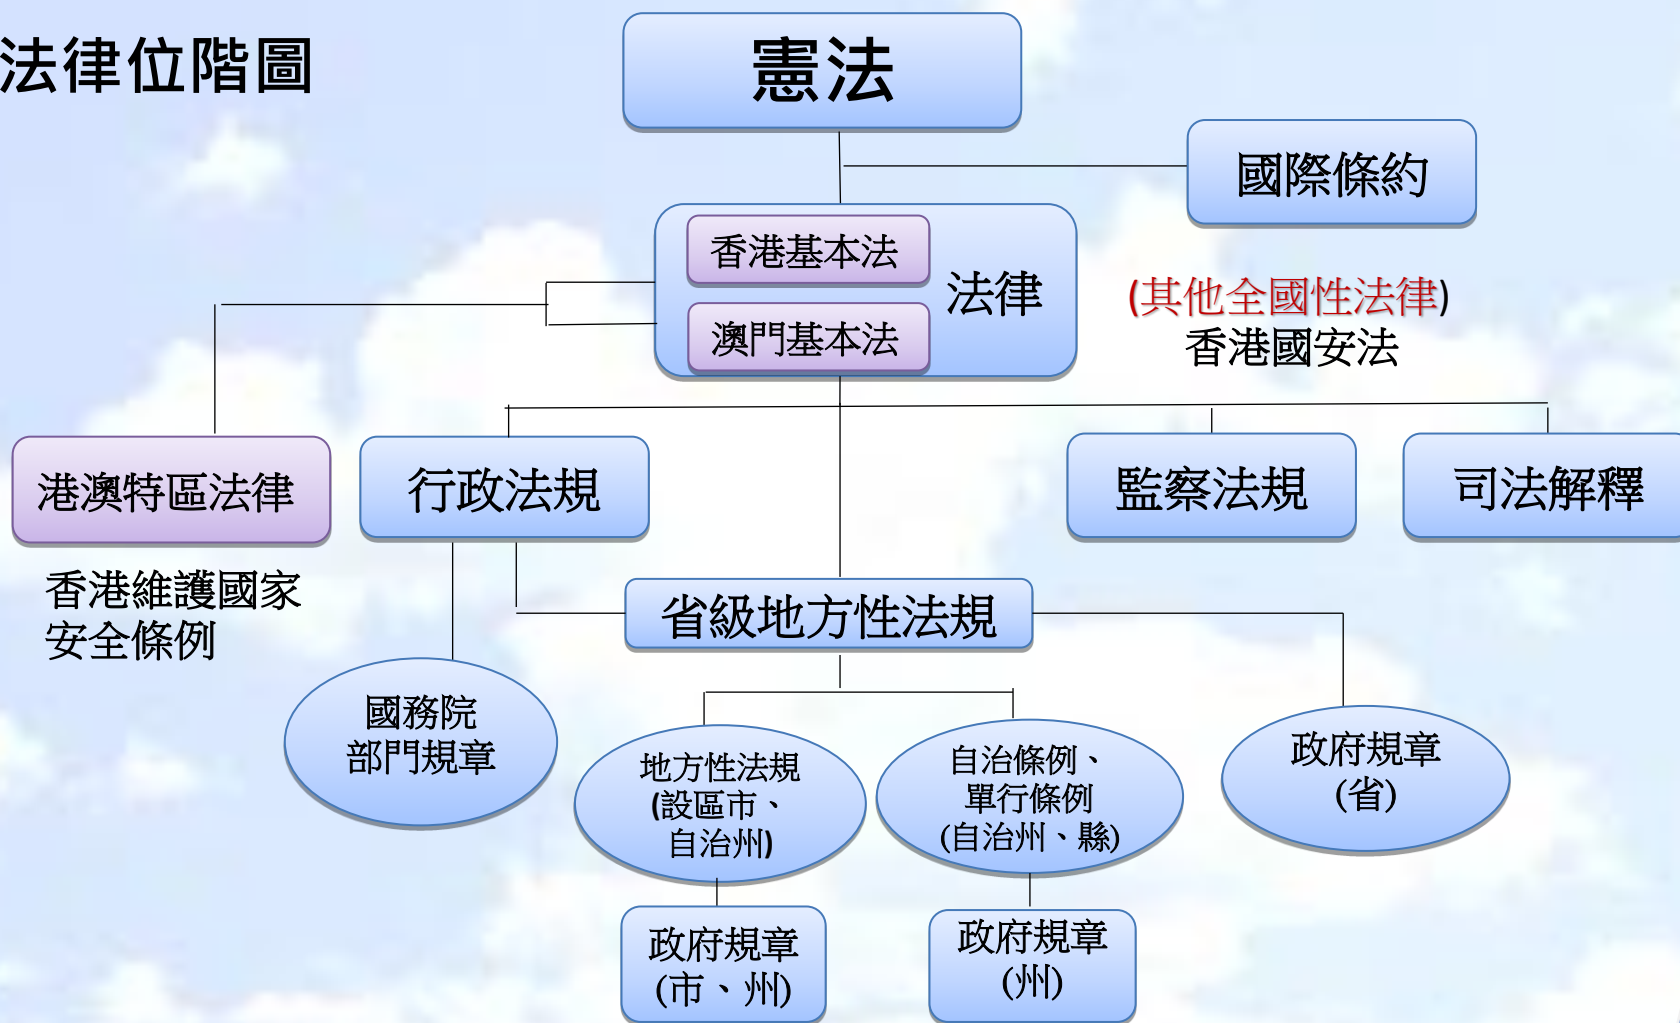 法律位階圖
憲法
國際條約
香港基本法
法律
澳門基本法
(其他全國性法律)
香港國安法
港澳特區法律
行政法規
監察法規
司法解釋
香港維護國家
安全條例
省級地方性法規
國務院
部門規章
地方性法規
(設區市、
自治州)
自治條例、
單行條例
(自治州、縣)
政府規章
(省)
政府規章
(市、州)
政府規章
(州)